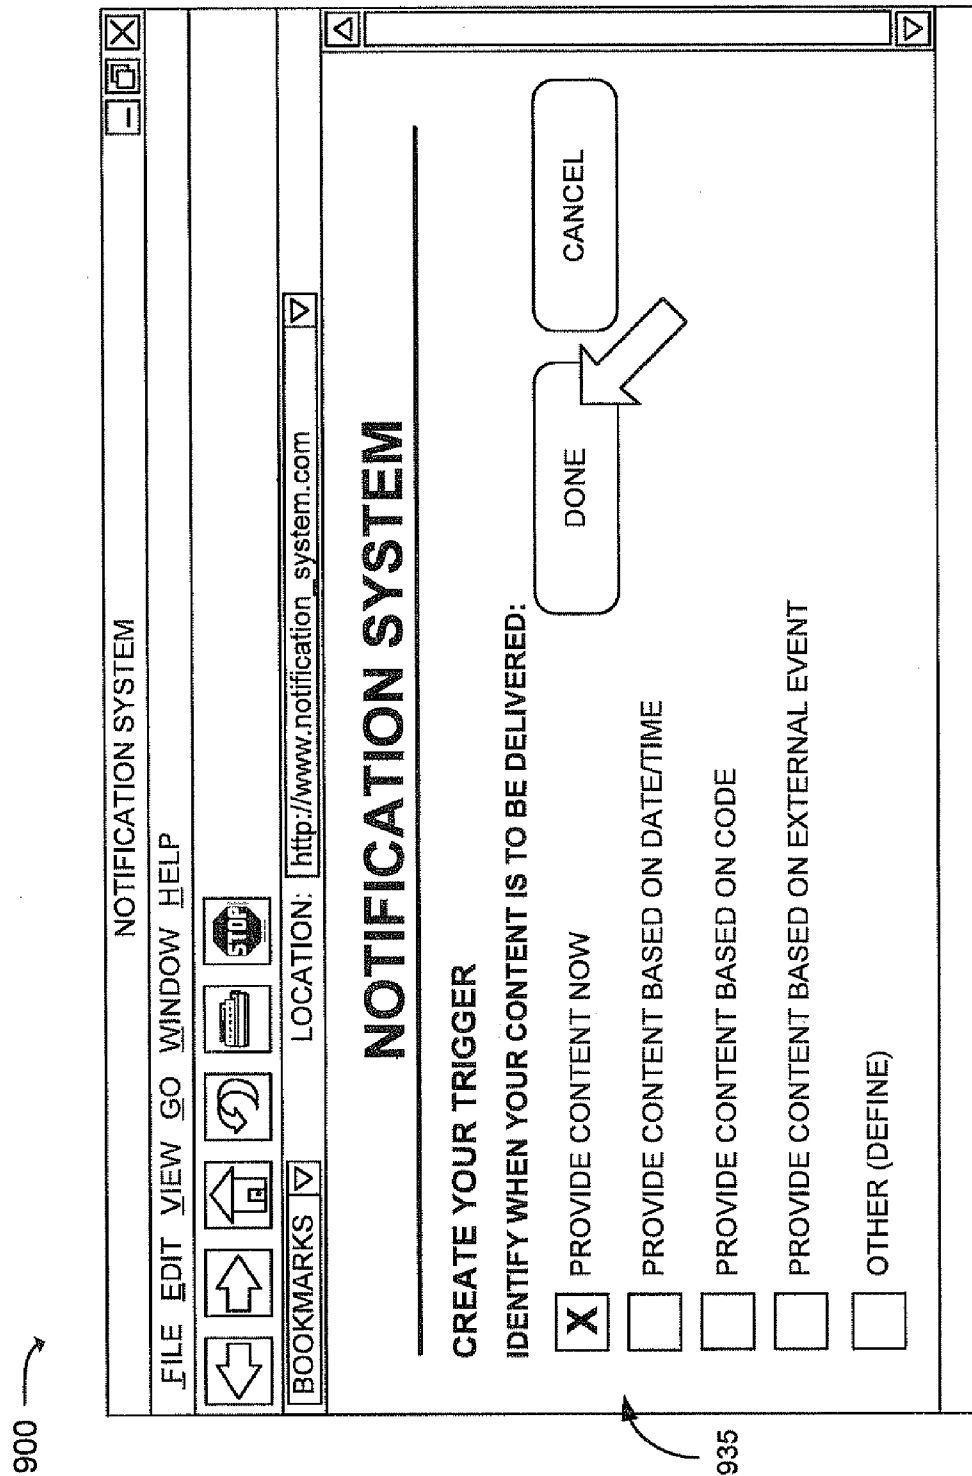 900
NOTIFICATION SYSTEM
FILE EDIT VIEW GO WINDOW HELP
STOP
BOOKMARKS LOCATION: http://www.notification_system.com
NOTIFICATION SYSTEM
CREATE YOUR TRIGGER
IDENTIFY WHEN YOUR CONTENT IS TO BE DELIVERED:
X PROVIDE CONTENT NOW DONE CANCEL
PROVIDE CONTENT BASED ON DATE/TIME
PROVIDE CONTENT BASED ON CODE
PROVIDE CONTENT BASED ON EXTERNAL EVENT
OTHER (DEFINE)
935